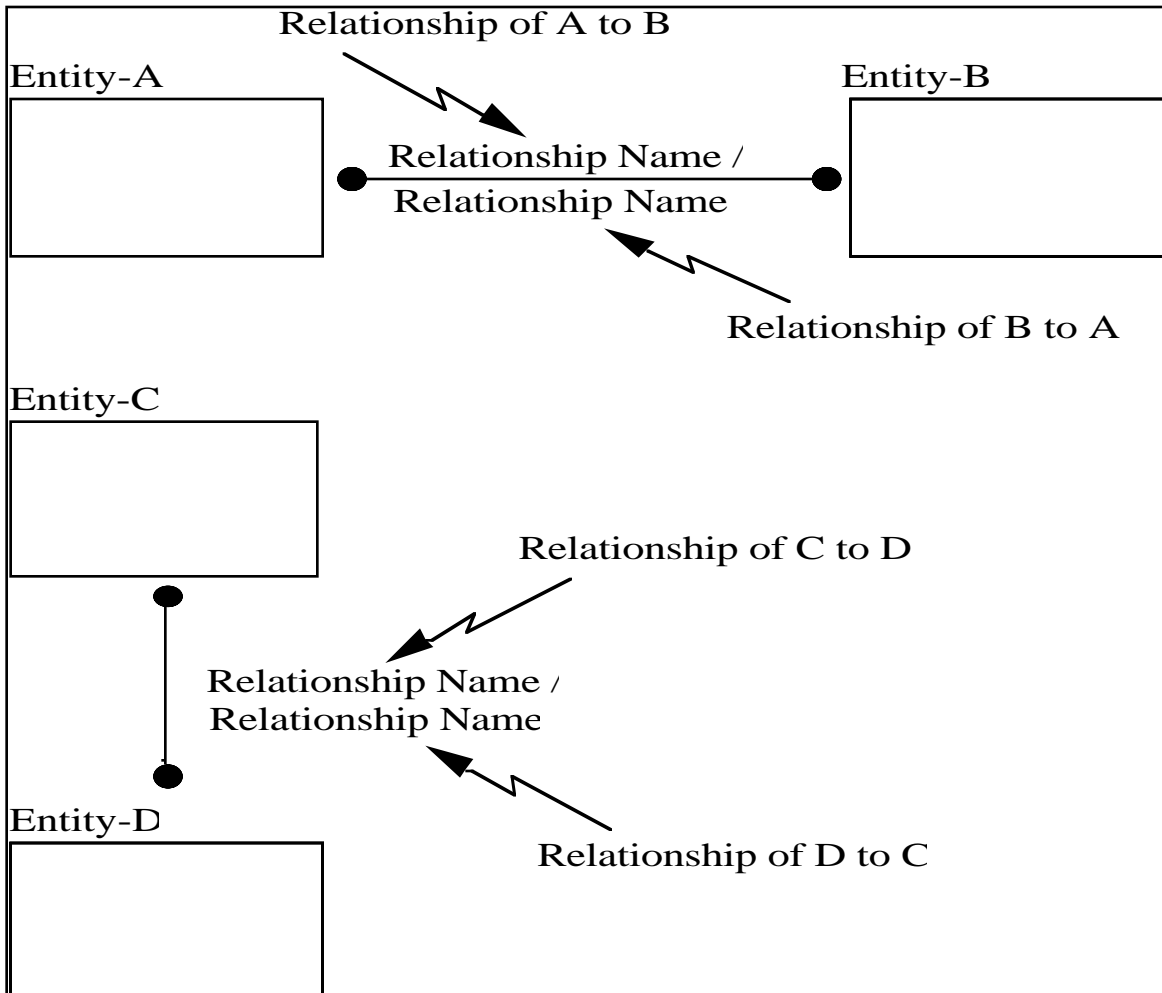 Relationship of A to B
Entity-A
Entity-B
Relationship Name /
Relationship Name
Relationship of B to A
Entity-C
Relationship of C to D
Relationship Name /
Relationship Name
Entity-D
Relationship of D to C